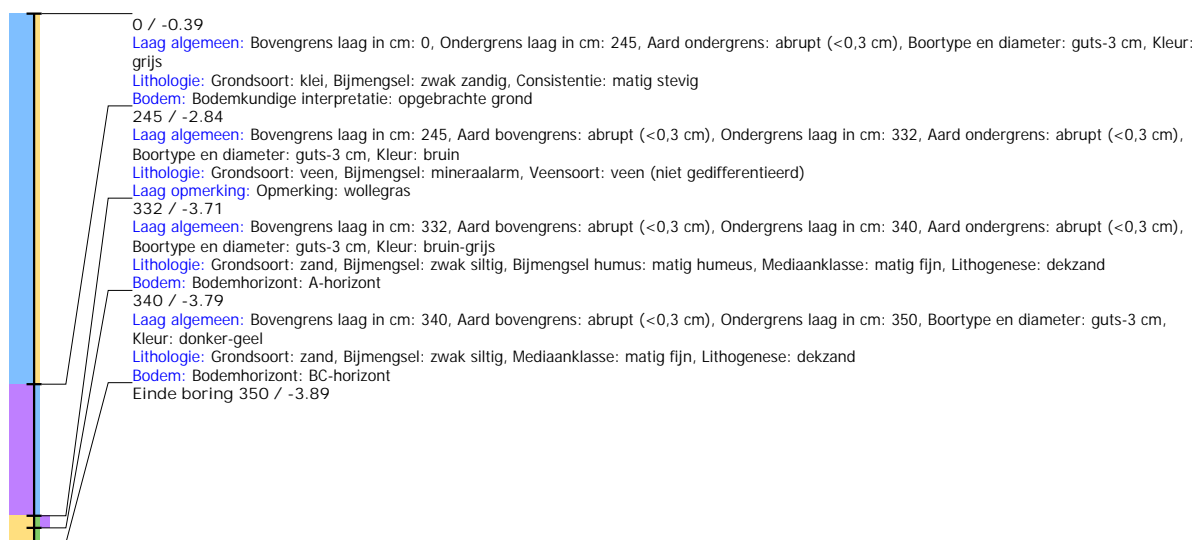 0 / -0.39
Laag algemeen: Bovengrens laag in cm: 0, Ondergrens laag in cm: 245, Aard ondergrens: abrupt (<0,3 cm), Boortype en diameter: guts-3 cm, Kleur:
grijs
Lithologie: Grondsoort: klei, Bijmengsel: zwak zandig, Consistentie: matig stevig
Bodem: Bodemkundige interpretatie: opgebrachte grond
245 / -2.84
Laag algemeen: Bovengrens laag in cm: 245, Aard bovengrens: abrupt (<0,3 cm), Ondergrens laag in cm: 332, Aard ondergrens: abrupt (<0,3 cm),
Boortype en diameter: guts-3 cm, Kleur: bruin
Lithologie: Grondsoort: veen, Bijmengsel: mineraalarm, Veensoort: veen (niet gedifferentieerd)
Laag opmerking: Opmerking: wollegras
332 / -3.71
Laag algemeen: Bovengrens laag in cm: 332, Aard bovengrens: abrupt (<0,3 cm), Ondergrens laag in cm: 340, Aard ondergrens: abrupt (<0,3 cm),
Boortype en diameter: guts-3 cm, Kleur: bruin-grijs
Lithologie: Grondsoort: zand, Bijmengsel: zwak siltig, Bijmengsel humus: matig humeus, Mediaanklasse: matig fijn, Lithogenese: dekzand
Bodem: Bodemhorizont: A-horizont
340 / -3.79
Laag algemeen: Bovengrens laag in cm: 340, Aard bovengrens: abrupt (<0,3 cm), Ondergrens laag in cm: 350, Boortype en diameter: guts-3 cm,
Kleur: donker-geel
Lithologie: Grondsoort: zand, Bijmengsel: zwak siltig, Mediaanklasse: matig fijn, Lithogenese: dekzand
Bodem: Bodemhorizont: BC-horizont
Einde boring 350 / -3.89